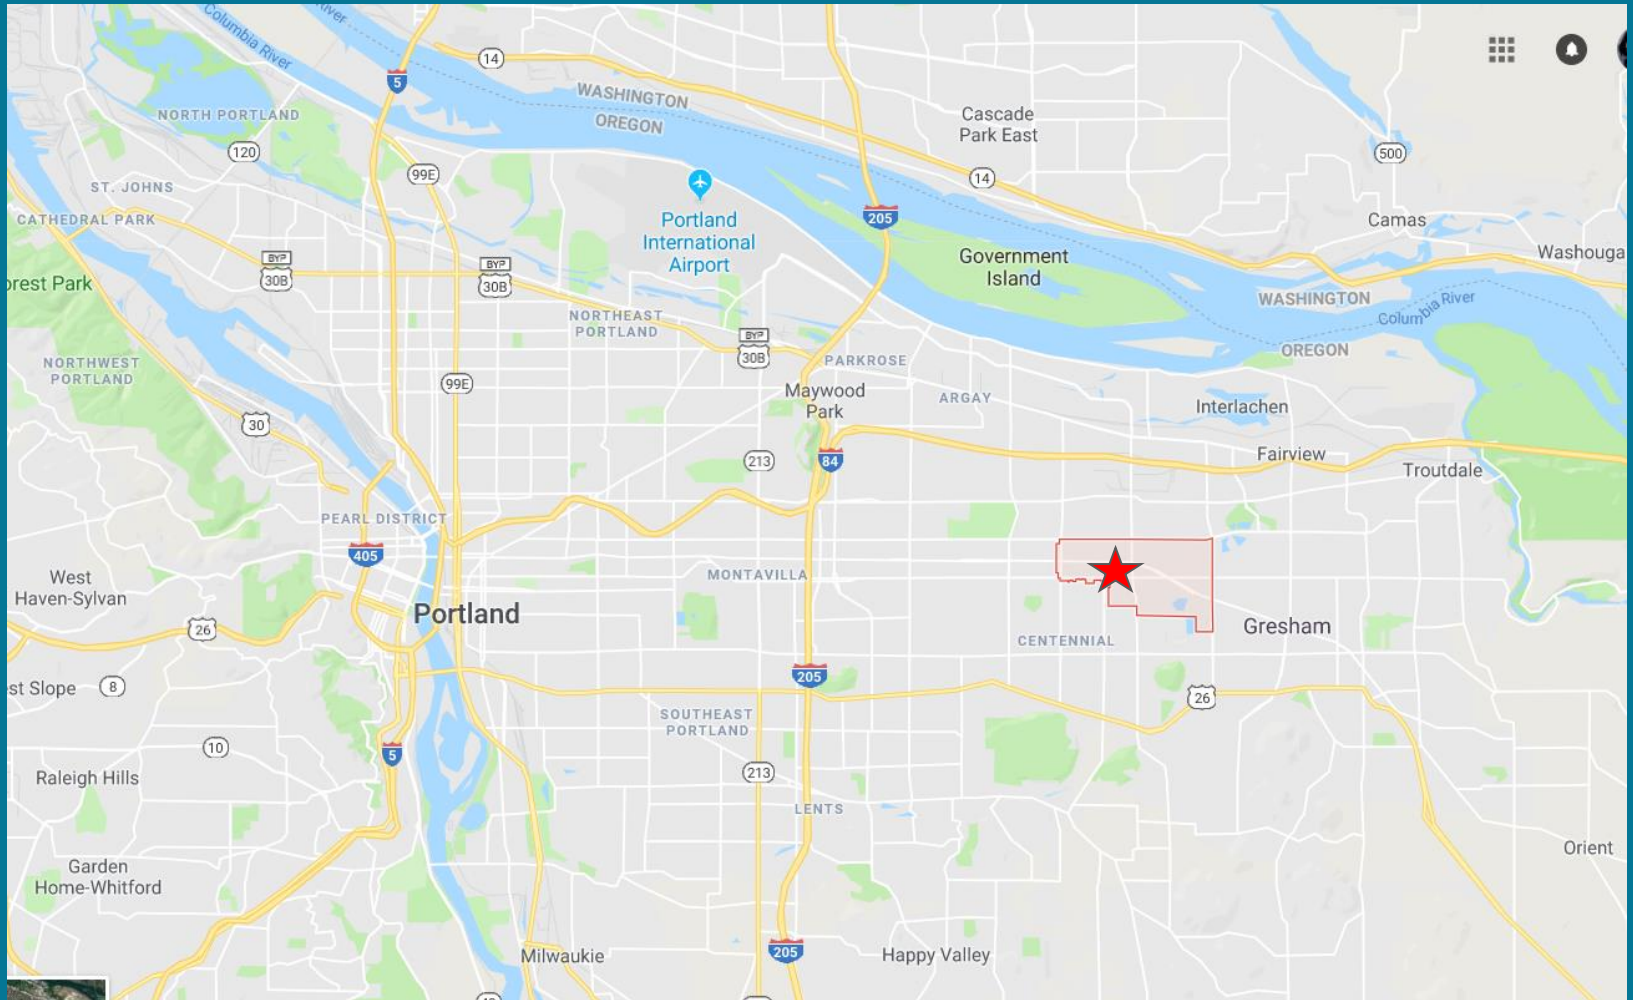 Columbia River
River
14
5
WASHINGTON
OREGON
Cascade
Park East
NORTH PORTLAND
120
99E
500
14
ST. JOHNS
CATHEDRAL PARK
205
Portland
International
Airport
Camas
Washouga
Government
Island
BYP
30B
BYP
30B
orest Park
WASHINGTON
Columbia River
OREGON
NORTHEAST
PORTLAND
BYP
30B
PARKROSE
NORTHWEST
PORTLAND
99E
Maywood
Park
ARGAY
Interlachen
30
213
84
Fairview
Troutdale
PEARL DISTRICT
405
MONTAVILLA
West
Haven-Sylvan
Portland
26
Gresham
CENTENNIAL
205
est Slope
8
26
SOUTHEAST
PORTLAND
10
5
213
Raleigh Hills
LENTS
Orient
Garden
Home-Whitford
205
Milwaukie
Happy Valley